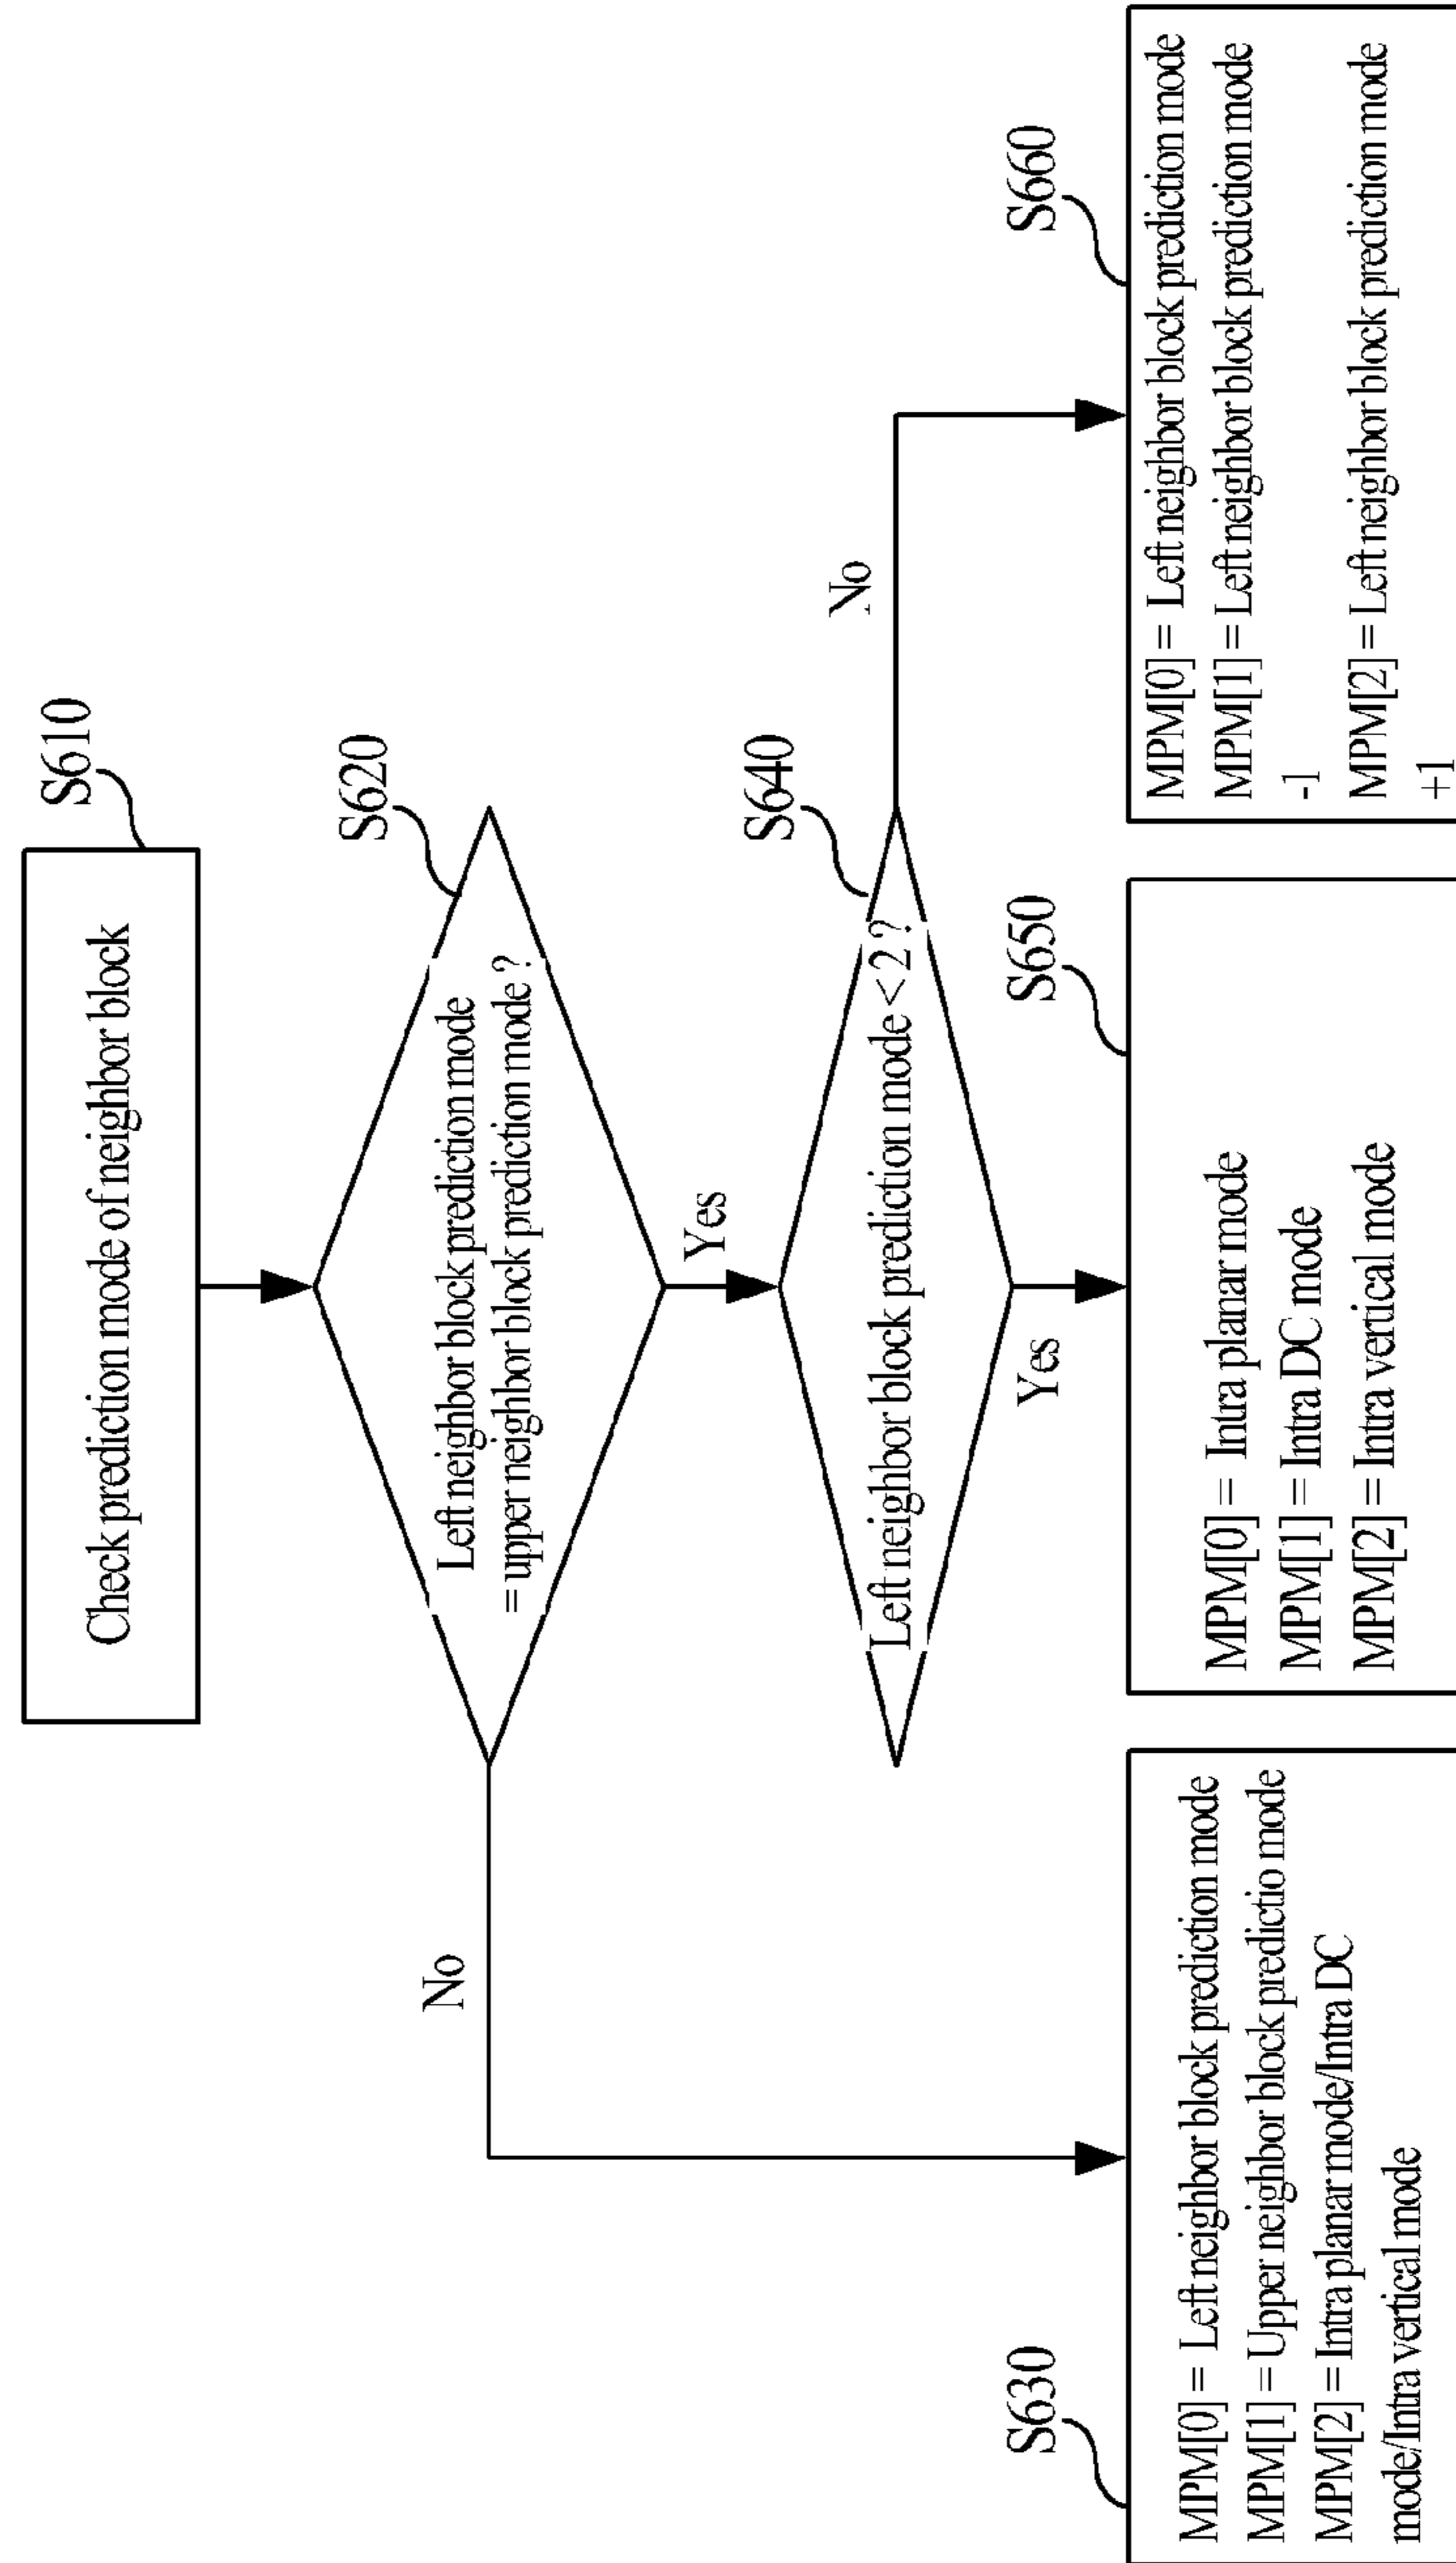 S610
Check prediction mode of neighbor block
S620
Left neighbor block prediction mode
= upper neighbor block prediction mode ?
No
Yes
S640
Left neighbor block prediction mode < 2 ?
No
Yes
S630
MPM[0] = Left neighbor block prediction mode
MPM[1] = Upper neighbor block predictio mode
MPM[2] = Intra planar mode/Intra DC
mode/Intra vertical mode
S650
MPM[0] = Intra planar mode
MPM[1] = Intra DC mode
MPM[2] = Intra vertical mode
S660
MPM[0] = Left neighbor block prediction mode
MPM[1] = Left neighbor block prediction mode
-1
MPM[2] = Left neighbor block prediction mode
+1